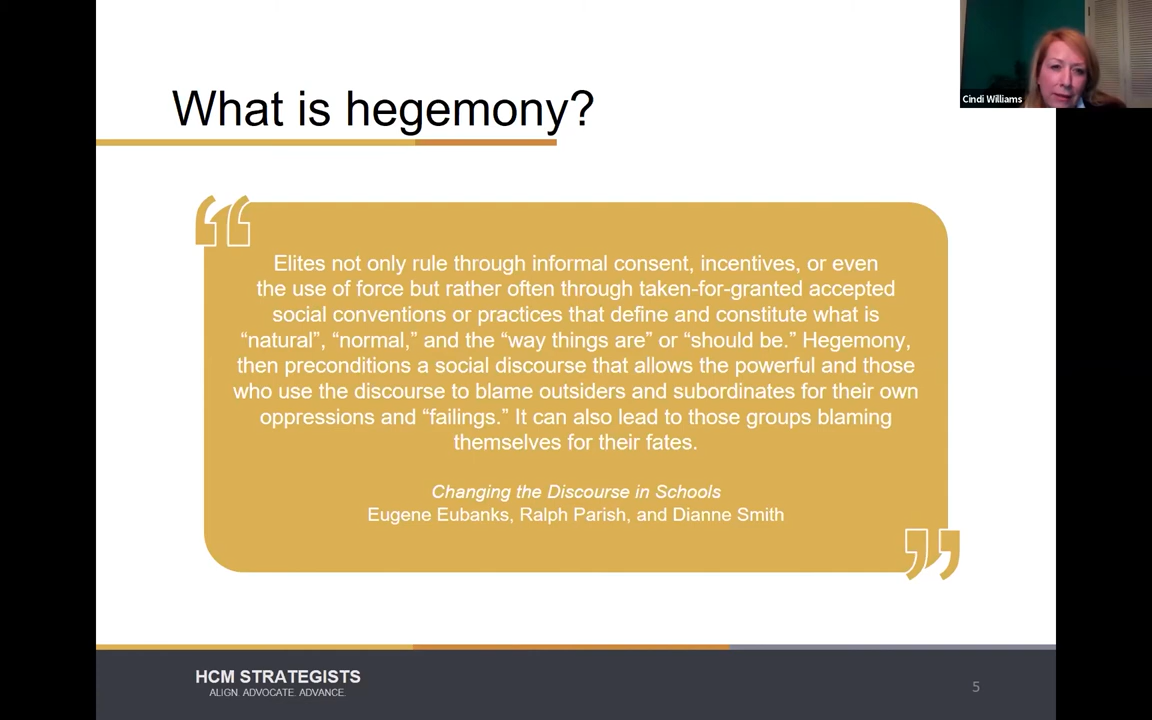 What is hegemony?
Cindi Williams
Elites not only rule through informal consent, incentives, or even
the use of force but rather often through taken-for-granted accepted
social conventions or practices that define and constitute what is
“natural”, “normal,” and the “way things are” or “should be.” Hegemony,
then preconditions a social discourse that allows the powerful and those
who use the discourse to blame outsiders and subordinates for their own
oppressions and “failings.” It can also lead to those groups blaming
themselves for their fates.
Changing the Discourse in Schools
Eugene Eubanks, Ralph Parish, and Dianne Smith
HCM STRATEGISTS
ALIGN. ADVOCATE. ADVANCE.
5